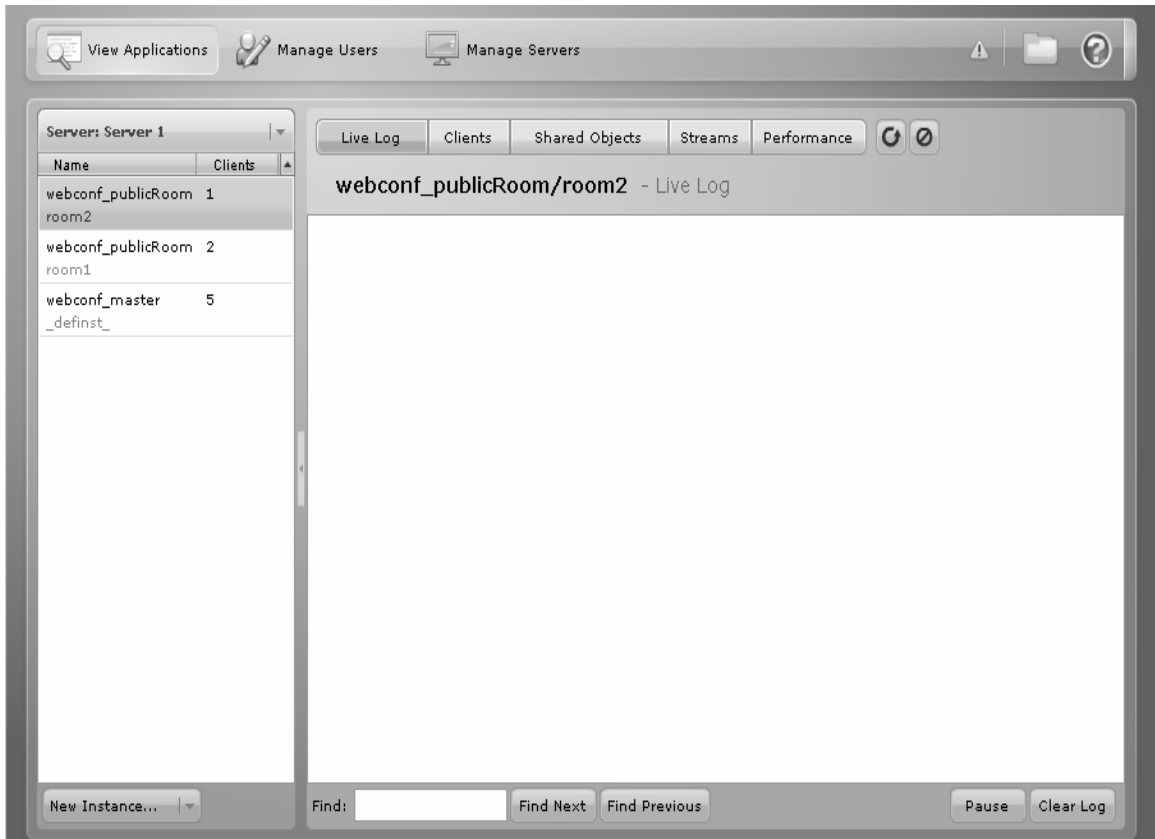 View Applications
Manage Users
Manage Servers
Server: Server 1
Name Clients
webconf_publicRoom 1
room2
webconf_publicRoom 2
room1
webconf_master 5
_definst_
New Instance...
Live Log Clients Shared Objects Streams Performance
webconf_publicRoom/room2 - Live Log
Find: Find Next Find Previous Pause Clear Log